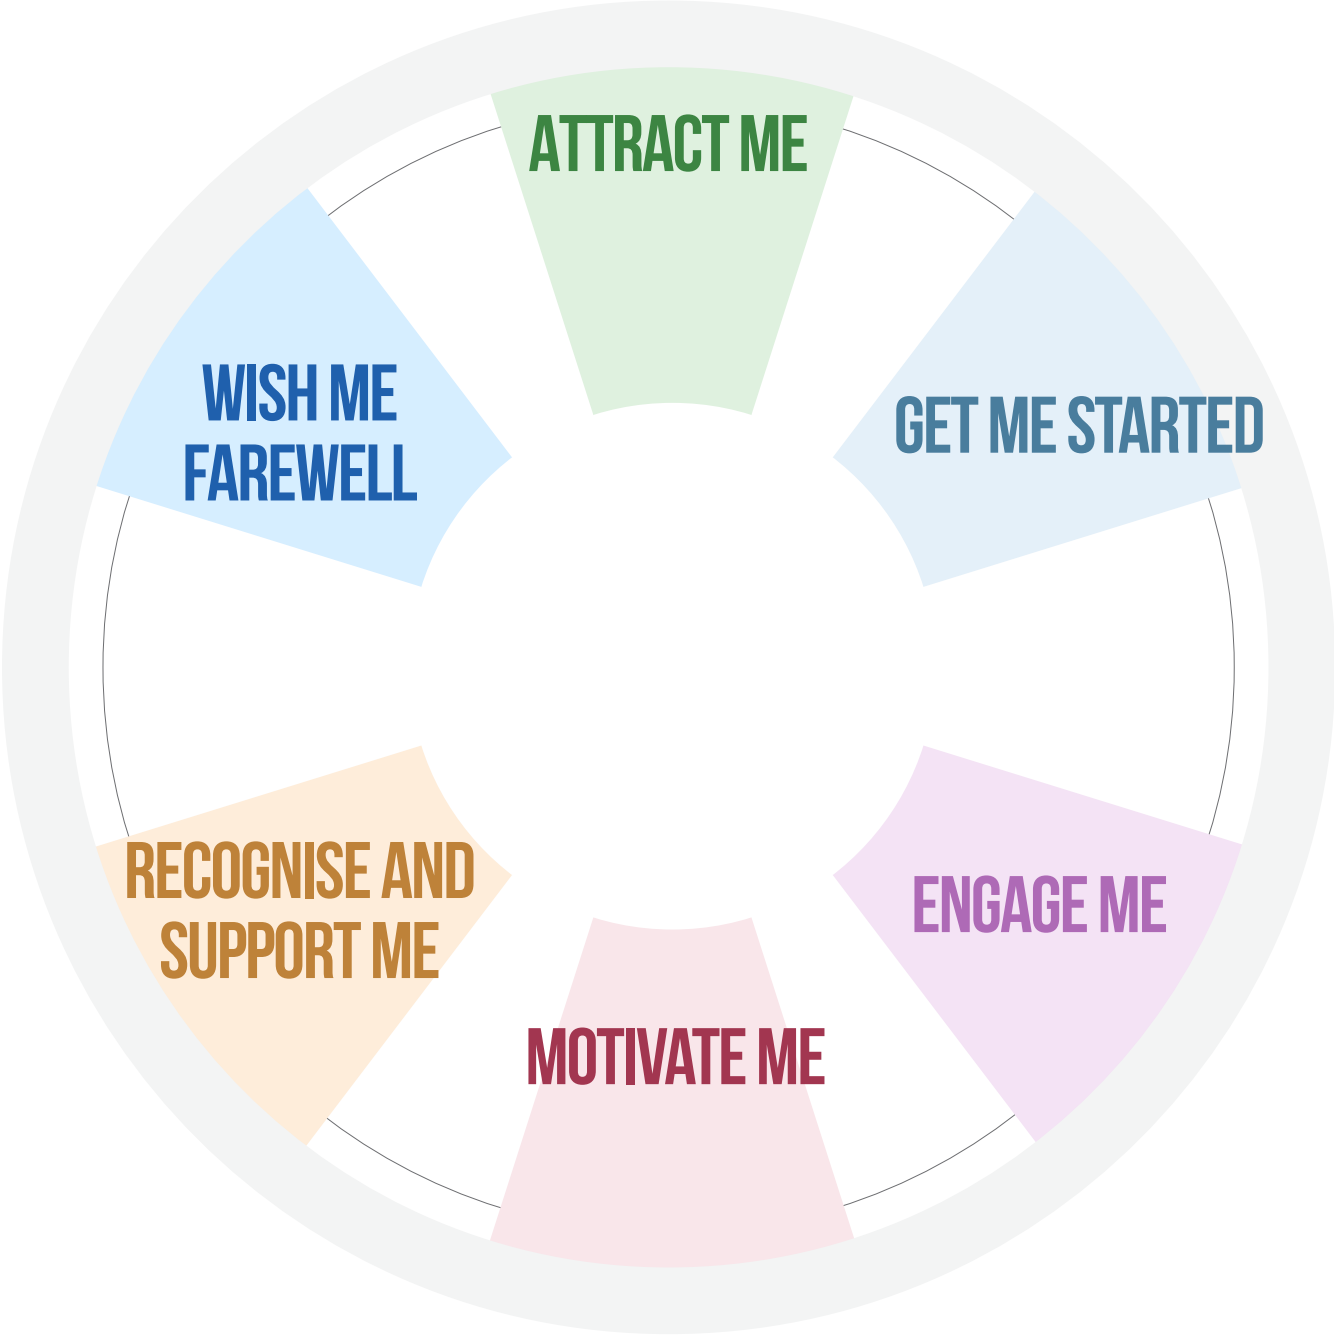 ATTRACT ME
GET ME STARTED
ENGAGE ME
MOTIVATE ME
RECOGNISE AND
SUPPORT ME
WISH ME
FAREWELL